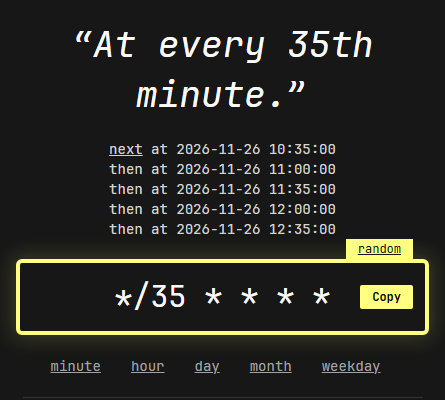 “At every 35th
minute.”
next at 2026-11-26 10:35:00
then at 2026-11-26 11:00:00
then at 2026-11-26 11:35:00
then at 2026-11-26 12:00:00
then at 2026-11-26 12:35:00
random
*/35 * * * *
Copy
minute hour day month weekday